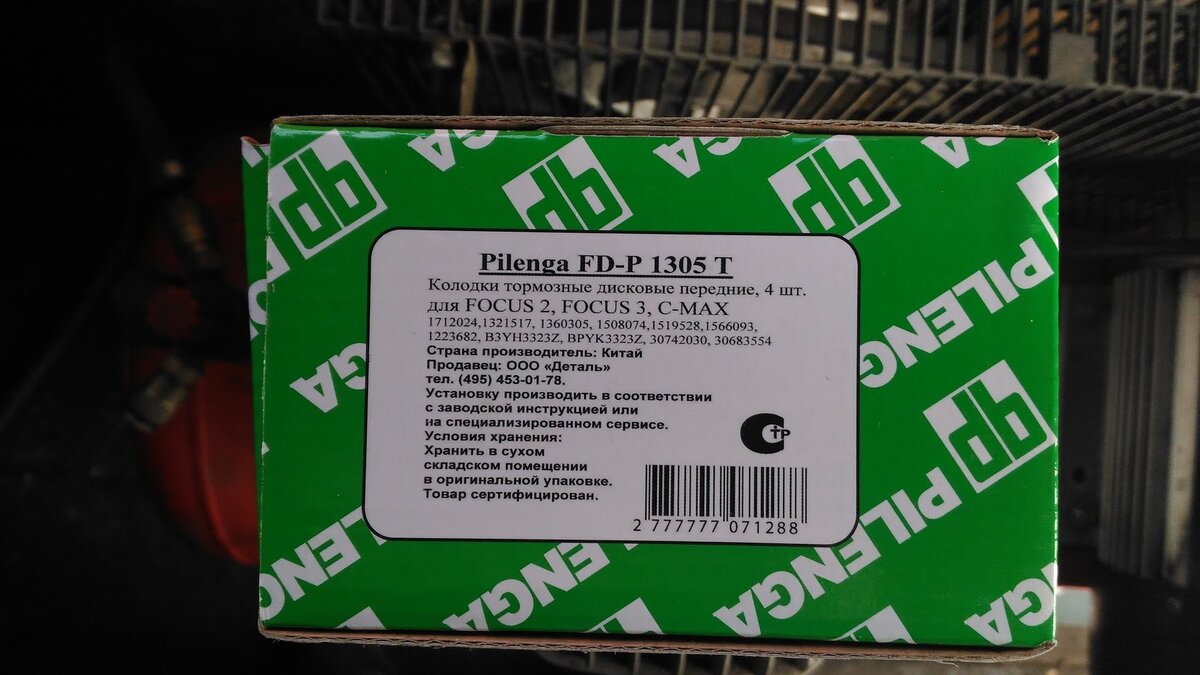 Pilenga FD-P 1305 T
Колодки тормозные дисковые передние, 4 шт.
для FOCUS 2, FOCUS 3, C-MAX
1712024,1321517, 1360305, 1508074,1519528,1566093,
1223682, B3YH3323Z, BPYK3323Z, 30742030, 30683554
Страна производитель: Китай
Продавец: ООО «Деталь»
тел. (495) 453-01-78.
Установку производить в соответствии
с заводской инструкцией или
на специализированном сервисе.
Условия хранения:
Хранить в сухом
складском помещении
в оригинальной упаковке.
Товар сертифицирован.
СТР
2 777777 071288
PILENGA
PILENGA
PILENGA